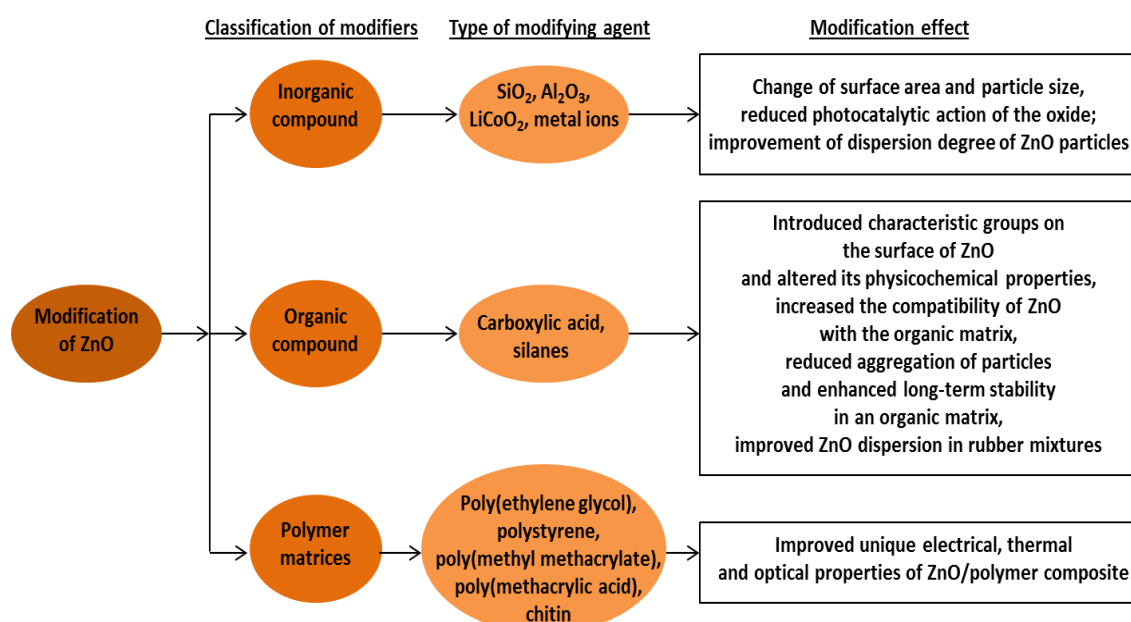 Classification of modifiers
Type of modifying agent
Modification effect
Modification
of ZnO
Inorganic
compound
SiO₂, Al₂O₃,
LiCoO₂, metal ions
Change of surface area and particle size,
reduced photocatalytic action of the oxide;
improvement of dispersion degree of ZnO particles
Organic
compound
Carboxylic acid,
silanes
Introduced characteristic groups on
the surface of ZnO
and altered its physicochemical properties,
increased the compatibility of ZnO
with the organic matrix,
reduced aggregation of particles
and enhanced long-term stability
in an organic matrix,
improved ZnO dispersion in rubber mixtures
Polymer
matrices
Poly(ethylene glycol),
polystyrene,
poly(methyl methacrylate),
poly(methacrylic acid),
chitin
Improved unique electrical, thermal
and optical properties of ZnO/polymer composite